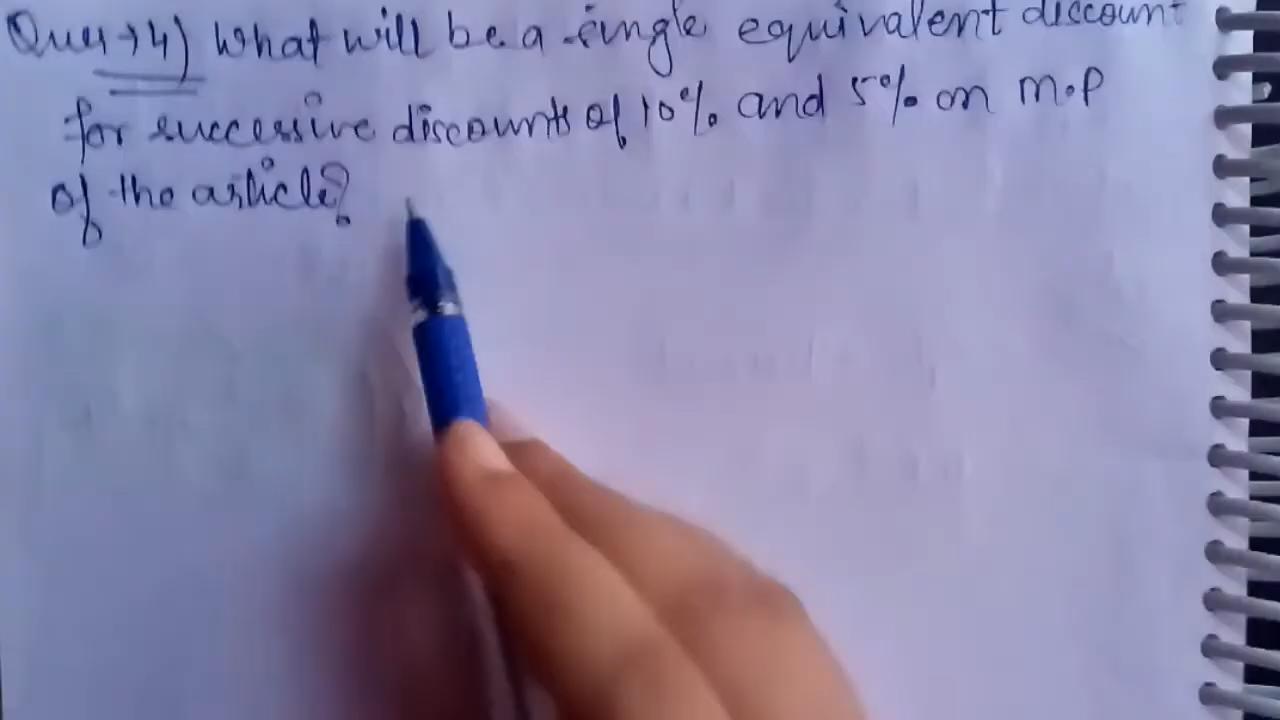 Ques→4) What will be a single equivalent discount
for successive discounts of 10% and 5% on M.P
of the article?